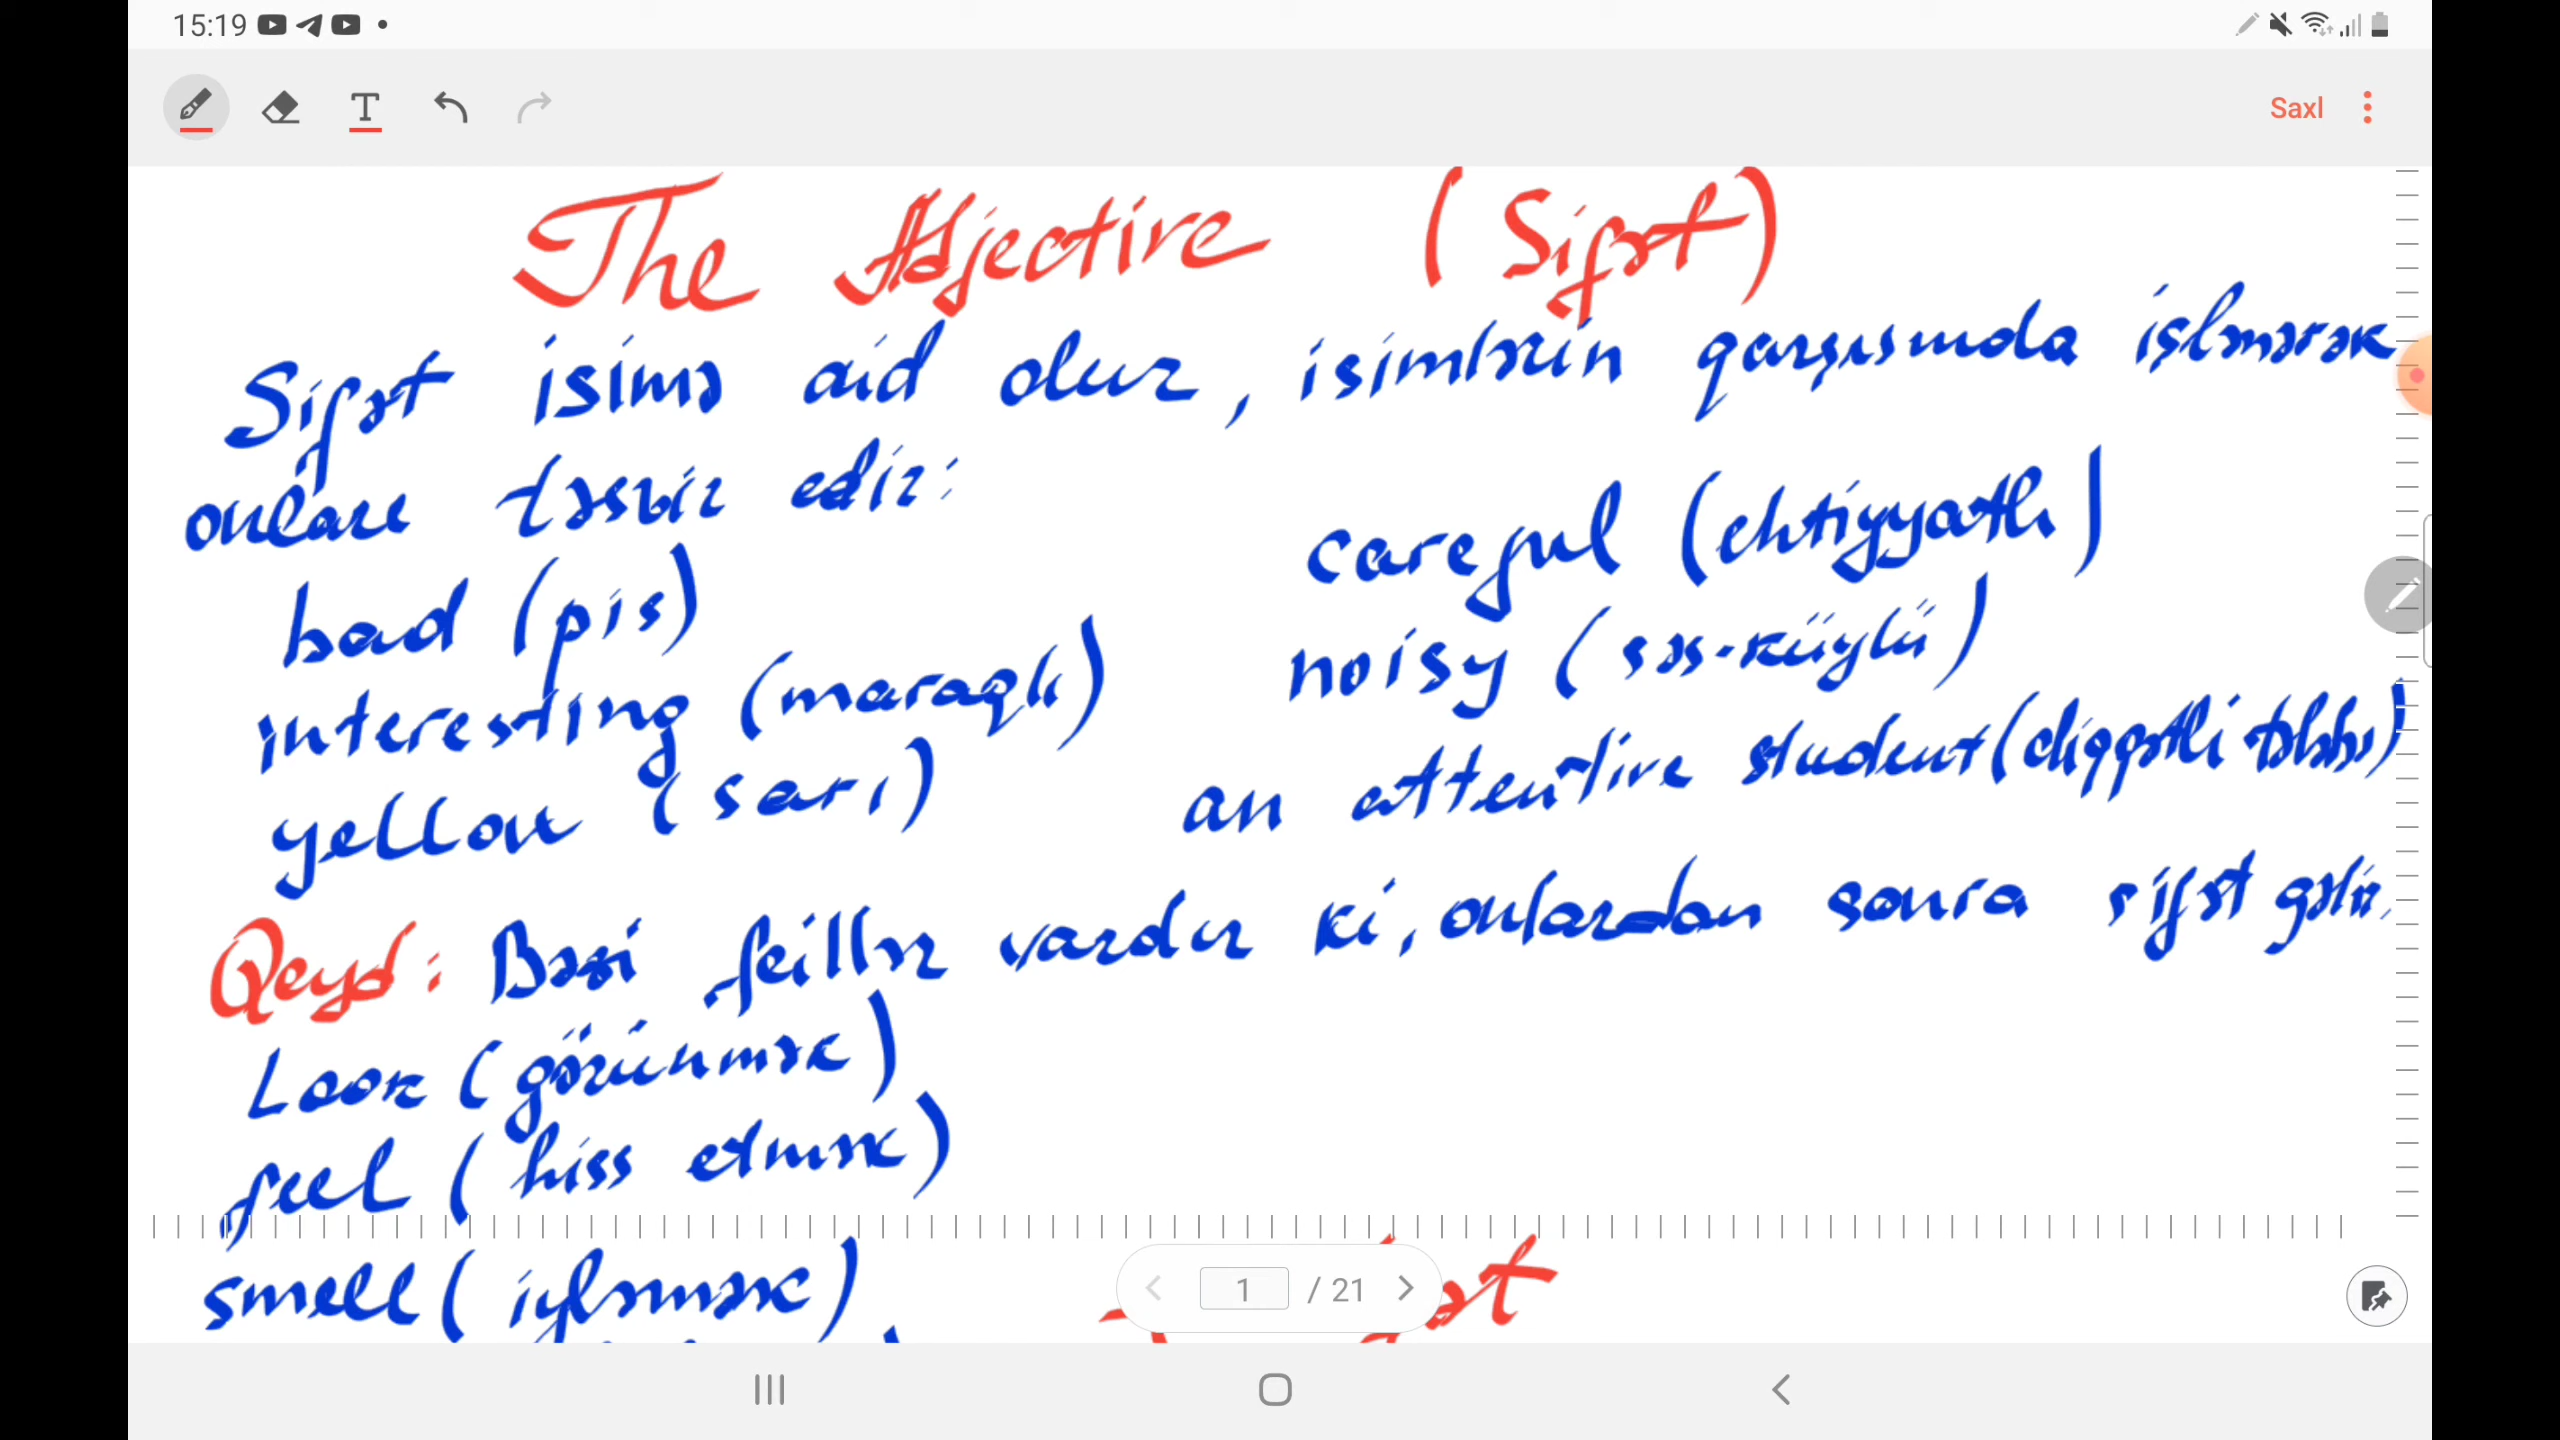 15:19
Saxl
The Adjective (Sifət)
Sifət isimə aid olur, isimlərin qarşısında işlənərək
onları təsvir edir:
bad (pis)
careful (ehtiyyatlı)
interesting (maraqlı)
noisy (səs-küylü)
yellow (sarı)
an attentive student (diqqətli tələbə)
Qeyd: Bəzi feillər vardır ki, onlardan sonra sifət gəlir.
Look (görünmək)
feel (hiss etmək)
smell (iyləmək)
1 / 21